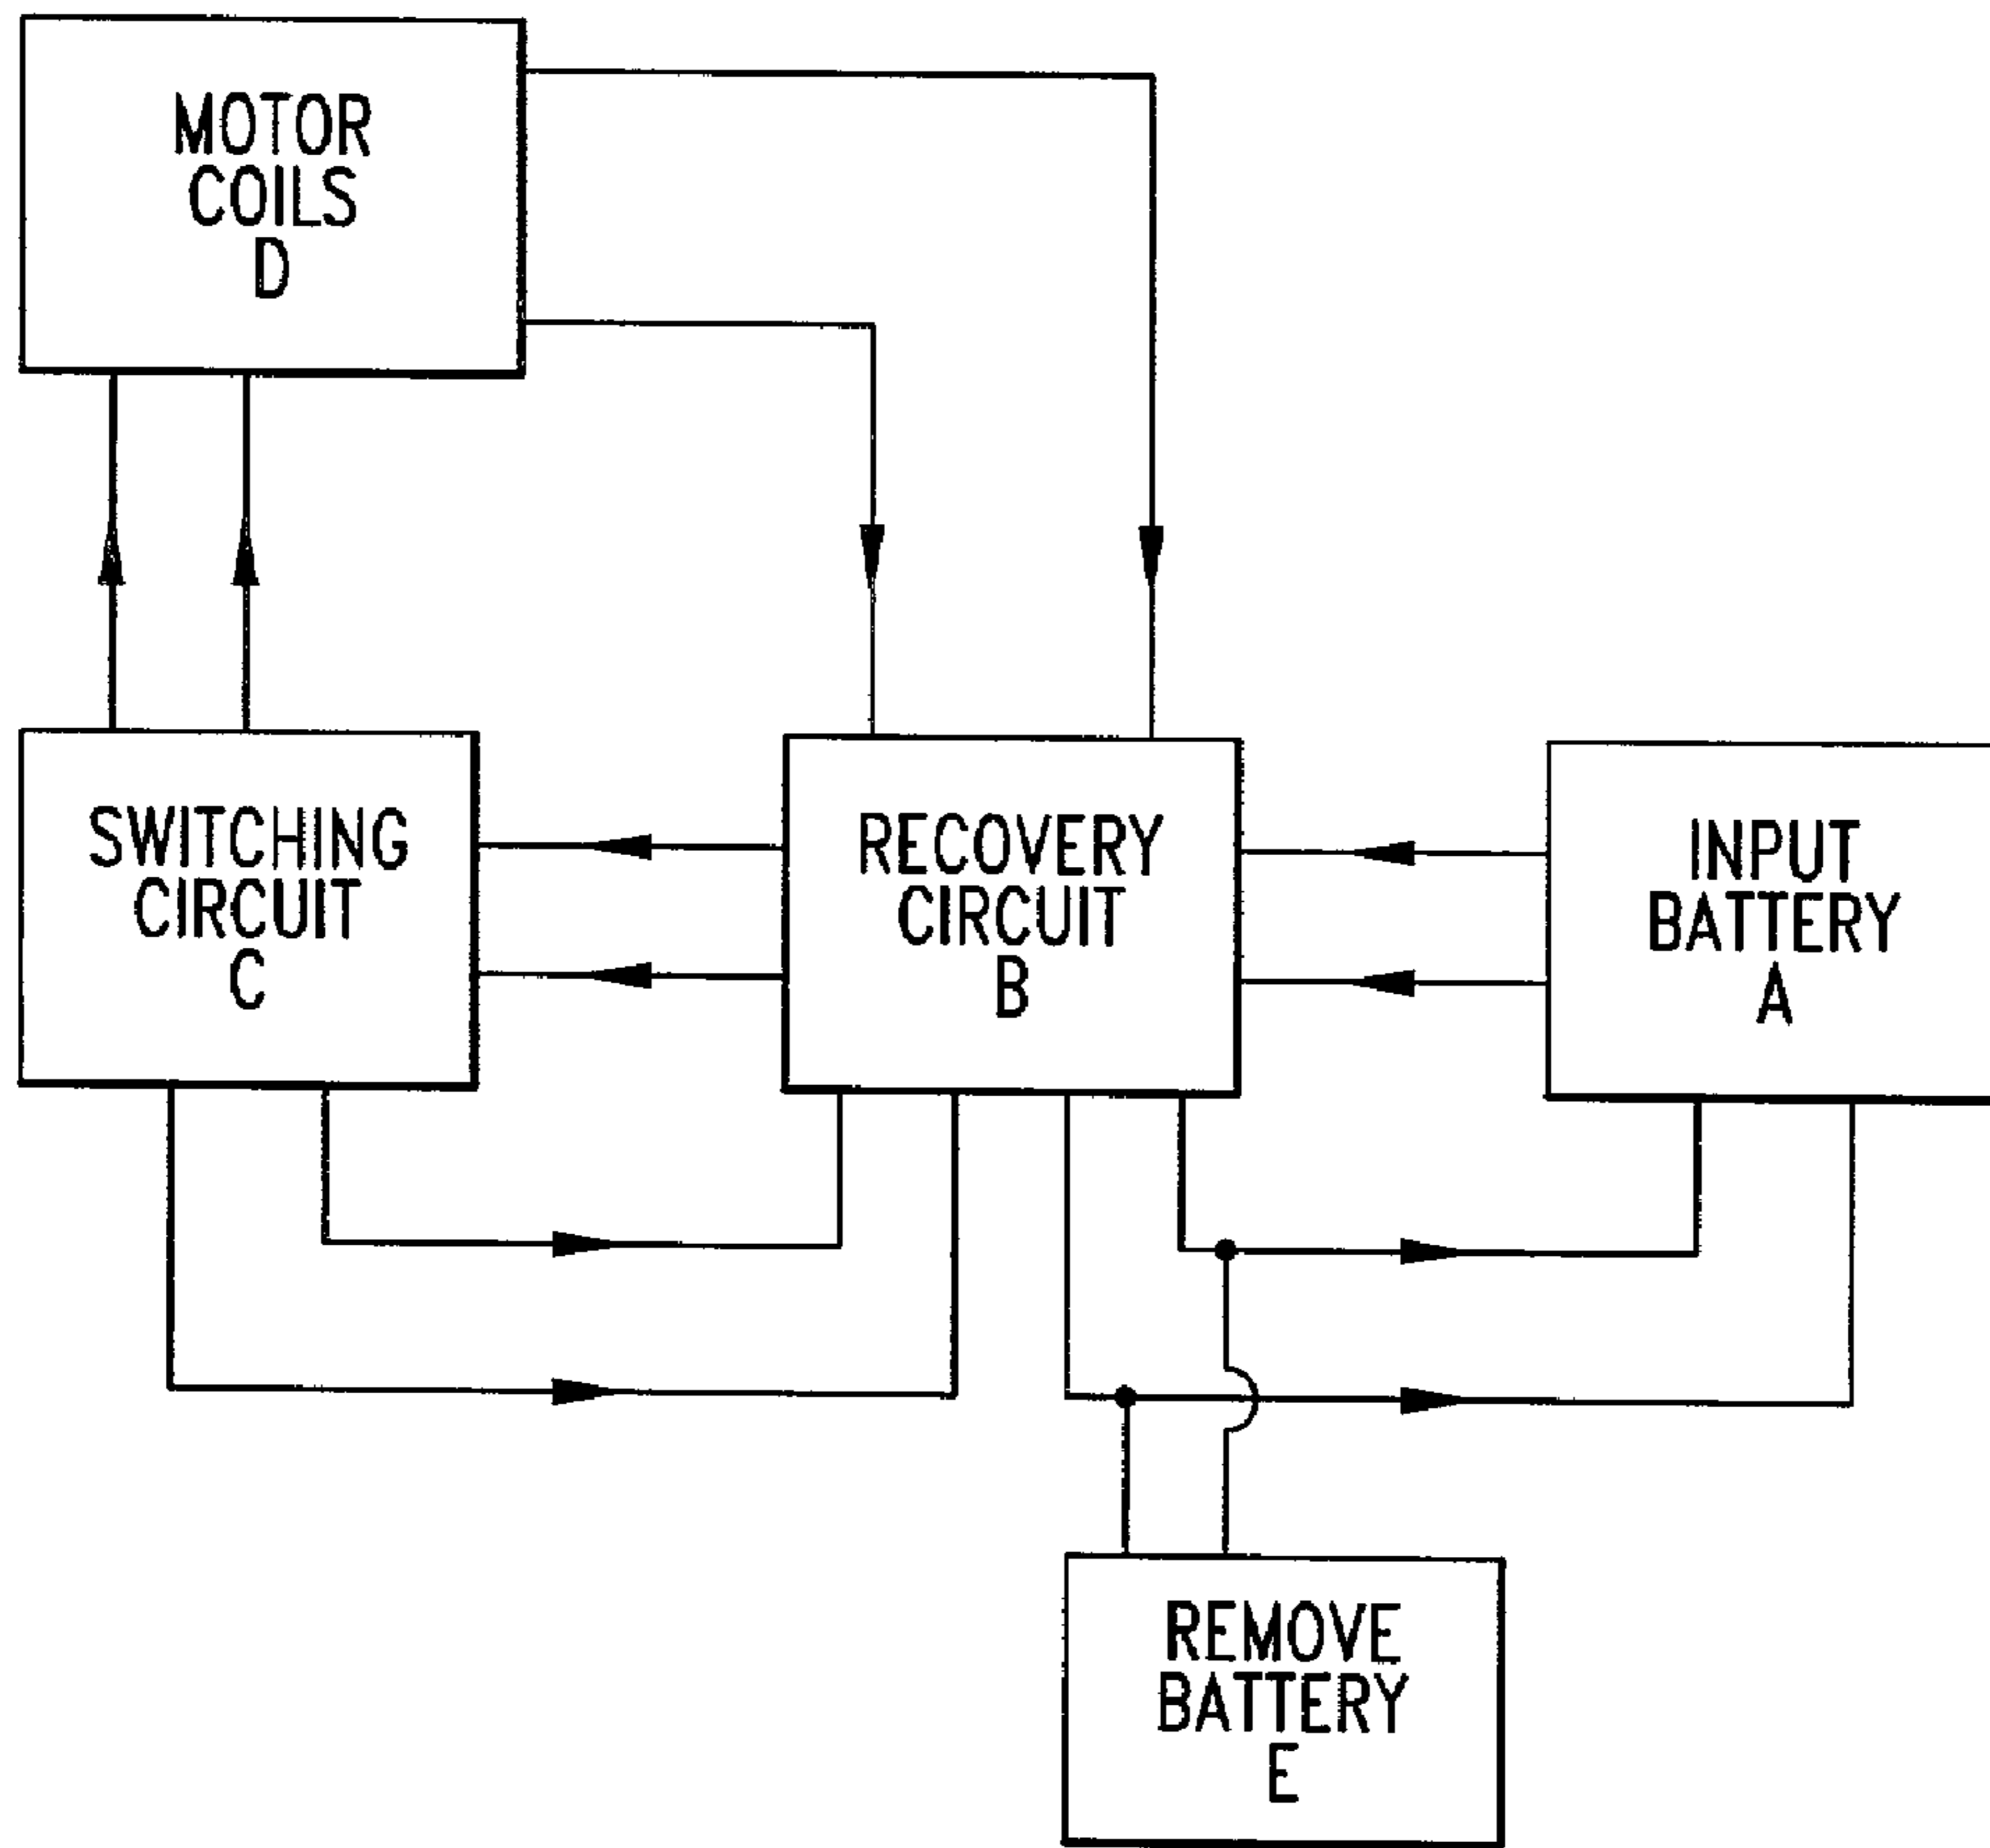 MOTOR
COILS
D
SWITCHING
CIRCUIT
C
RECOVERY
CIRCUIT
B
INPUT
BATTERY
A
REMOVE
BATTERY
E